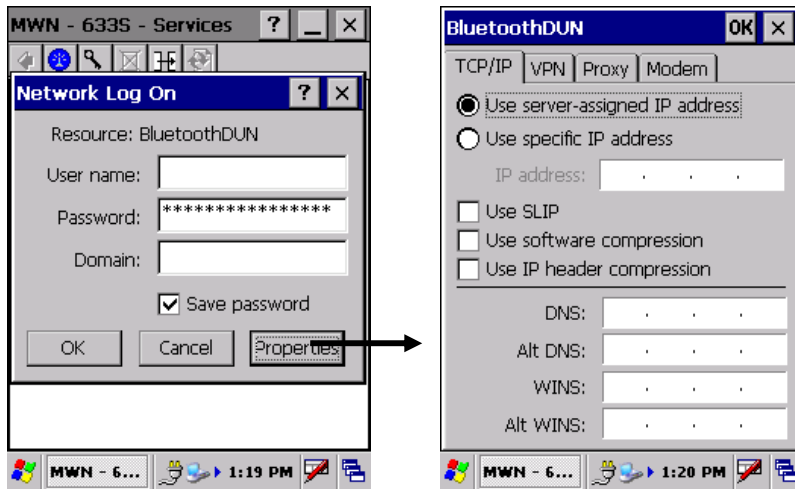 MWN - 633S - Services ? _ ×
Network Log On ? ×
Resource: BluetoothDUN
User name:
Password: ****************
Domain:
Save password
OK Cancel Properties
MWN - 6... 1:19 PM
BluetoothDUN OK ×
TCP/IP VPN Proxy Modem
Use server-assigned IP address
Use specific IP address
IP address: . . .
Use SLIP
Use software compression
Use IP header compression
DNS: . . .
Alt DNS: . . .
WINS: . . .
Alt WINS: . . .
MWN - 6... 1:20 PM